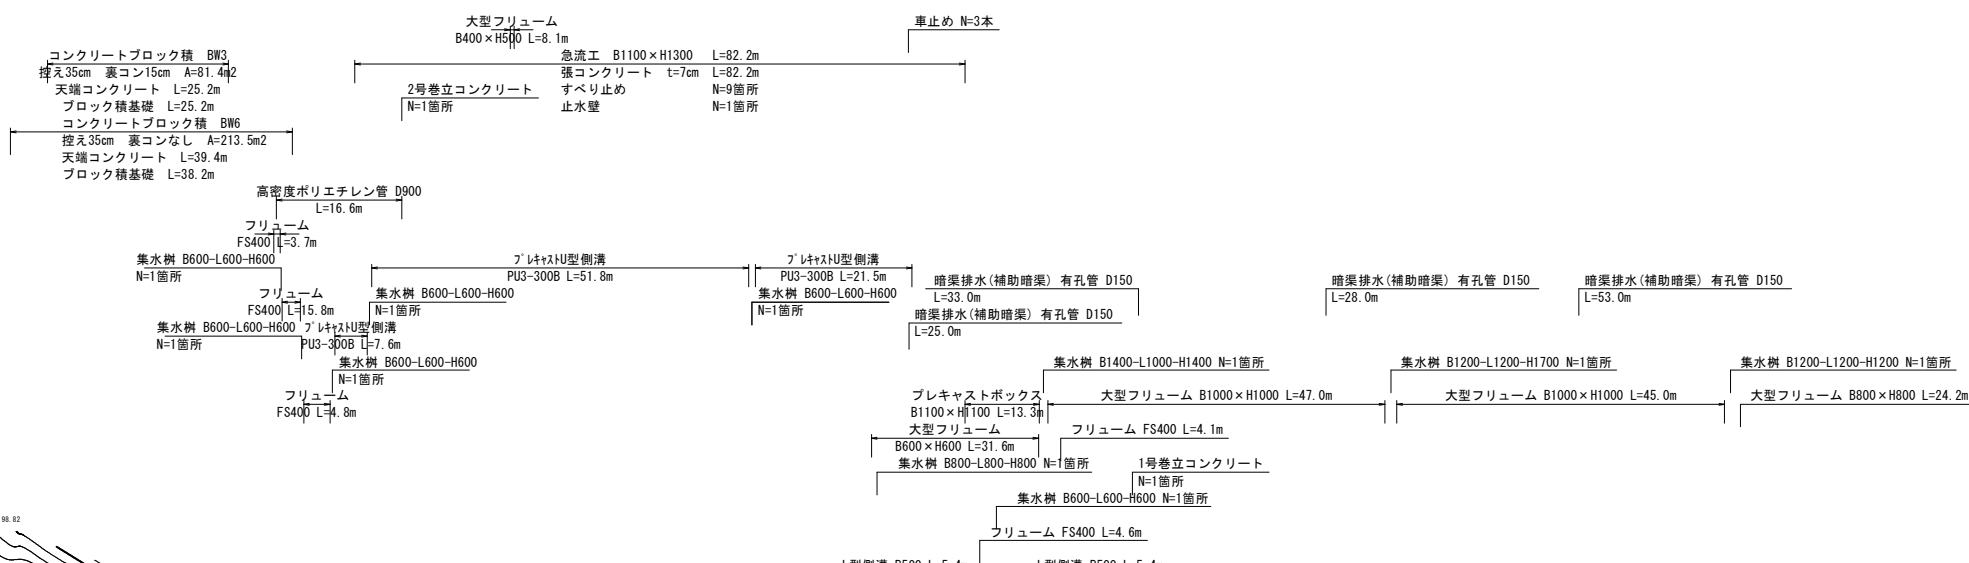 大型フリューム
B400×H500 L=8.1m
車止め N=3本
コンクリートブロック積 BW3
控え35cm 裏コン15cm A=81.4m2
天端コンクリート L=25.2m
ブロック積基礎 L=25.2m
急流工 B1100×H1300 L=82.2m
張コンクリート t=7cm L=82.2m
すべり止め N=9箇所
止水壁 N=1箇所
2号巻立コンクリート
N=1箇所
コンクリートブロック積 BW6
控え35cm 裏コンなし A=213.5m2
天端コンクリート L=39.4m
ブロック積基礎 L=38.2m
高密度ポリエチレン管 D900
L=16.6m
フリューム
FS400 L=3.7m
集水桝 B600-L600-H600
N=1箇所
プレキャストU型側溝
PU3-300B L=51.8m
プレキャストU型側溝
PU3-300B L=21.5m
フリューム
FS400 L=15.8m
集水桝 B600-L600-H600
N=1箇所
集水桝 B600-L600-H600
N=1箇所
暗渠排水(補助暗渠) 有孔管 D150
L=33.0m
暗渠排水(補助暗渠) 有孔管 D150
L=28.0m
暗渠排水(補助暗渠) 有孔管 D150
L=53.0m
暗渠排水(補助暗渠) 有孔管 D150
L=25.0m
集水桝 B600-L600-H600
N=1箇所
プレキャストU型側溝
PU3-300B L=7.6m
集水桝 B600-L600-H600
N=1箇所
集水桝 B1400-L1000-H1400 N=1箇所
集水桝 B1200-L1200-H1700 N=1箇所
集水桝 B1200-L1200-H1200 N=1箇所
フリューム
FS400 L=4.8m
プレキャストボックス
B1100×H1100 L=13.3m
大型フリューム B1000×H1000 L=47.0m
大型フリューム B1000×H1000 L=45.0m
大型フリューム B800×H800 L=24.2m
大型フリューム
B600×H600 L=31.6m
フリューム FS400 L=4.1m
集水桝 B800-L800-H800 N=1箇所
1号巻立コンクリート
N=1箇所
集水桝 B600-L600-H600 N=1箇所
98.82
フリューム FS400 L=4.6m